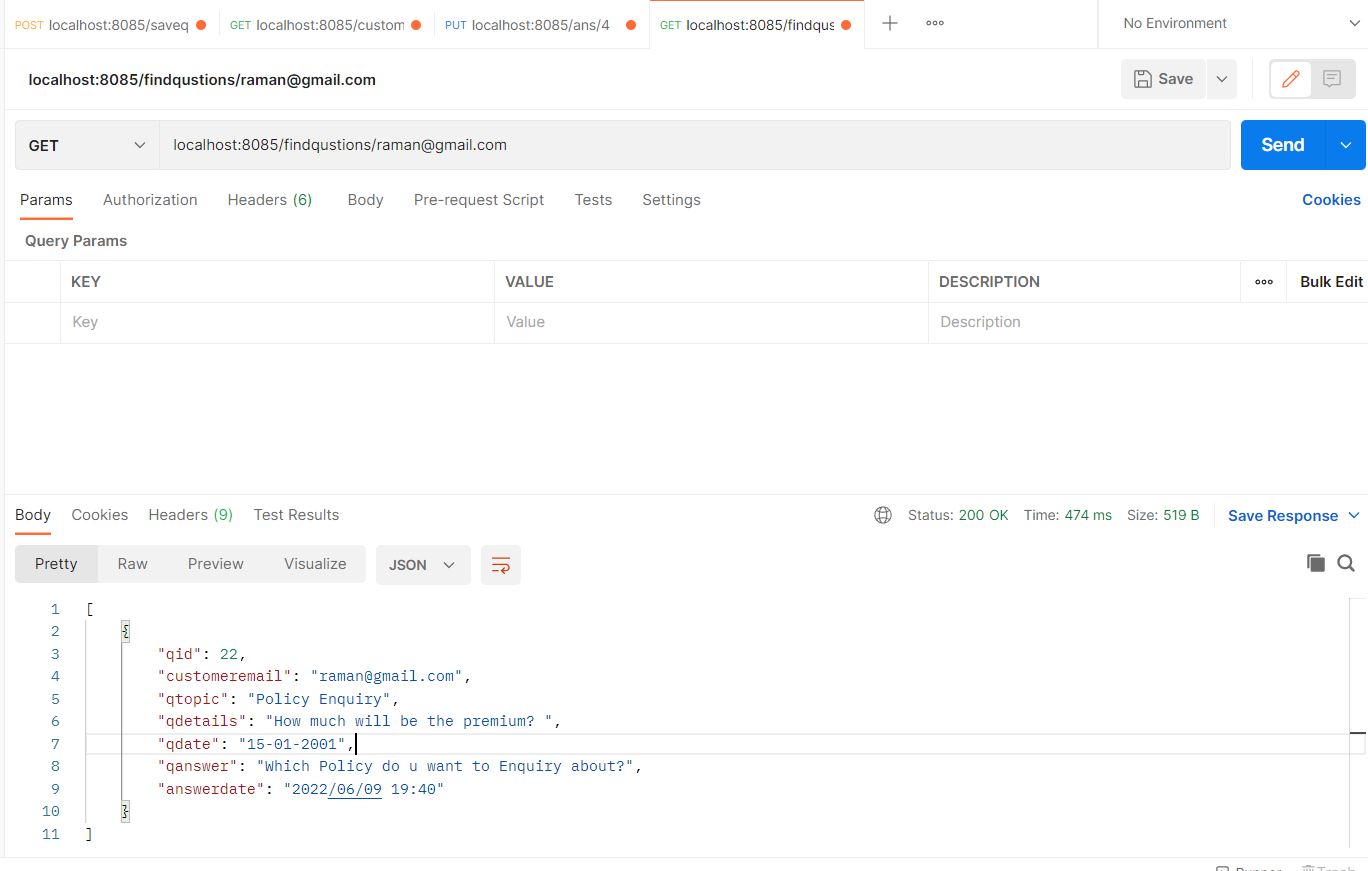 POST localhost:8085/saveq GET localhost:8085/custom PUT localhost:8085/ans/4 GET localhost:8085/findqus No Environment
localhost:8085/findqustions/raman@gmail.com Save
GET localhost:8085/findqustions/raman@gmail.com Send
Params Authorization Headers (6) Body Pre-request Script Tests Settings Cookies
Query Params
KEY VALUE DESCRIPTION Bulk Edit
Key Value Description
Body Cookies Headers (9) Test Results Status: 200 OK Time: 474 ms Size: 519 B Save Response
Pretty Raw Preview Visualize JSON
1 [
2 {
3 "qid": 22,
4 "customeremail": "raman@gmail.com",
5 "qtopic": "Policy Enquiry",
6 "qdetails": "How much will be the premium? ",
7 "qdate": "15-01-2001",
8 "qanswer": "Which Policy do u want to Enquiry about?",
9 "answerdate": "2022/06/09 19:40"
10 }
11 ]